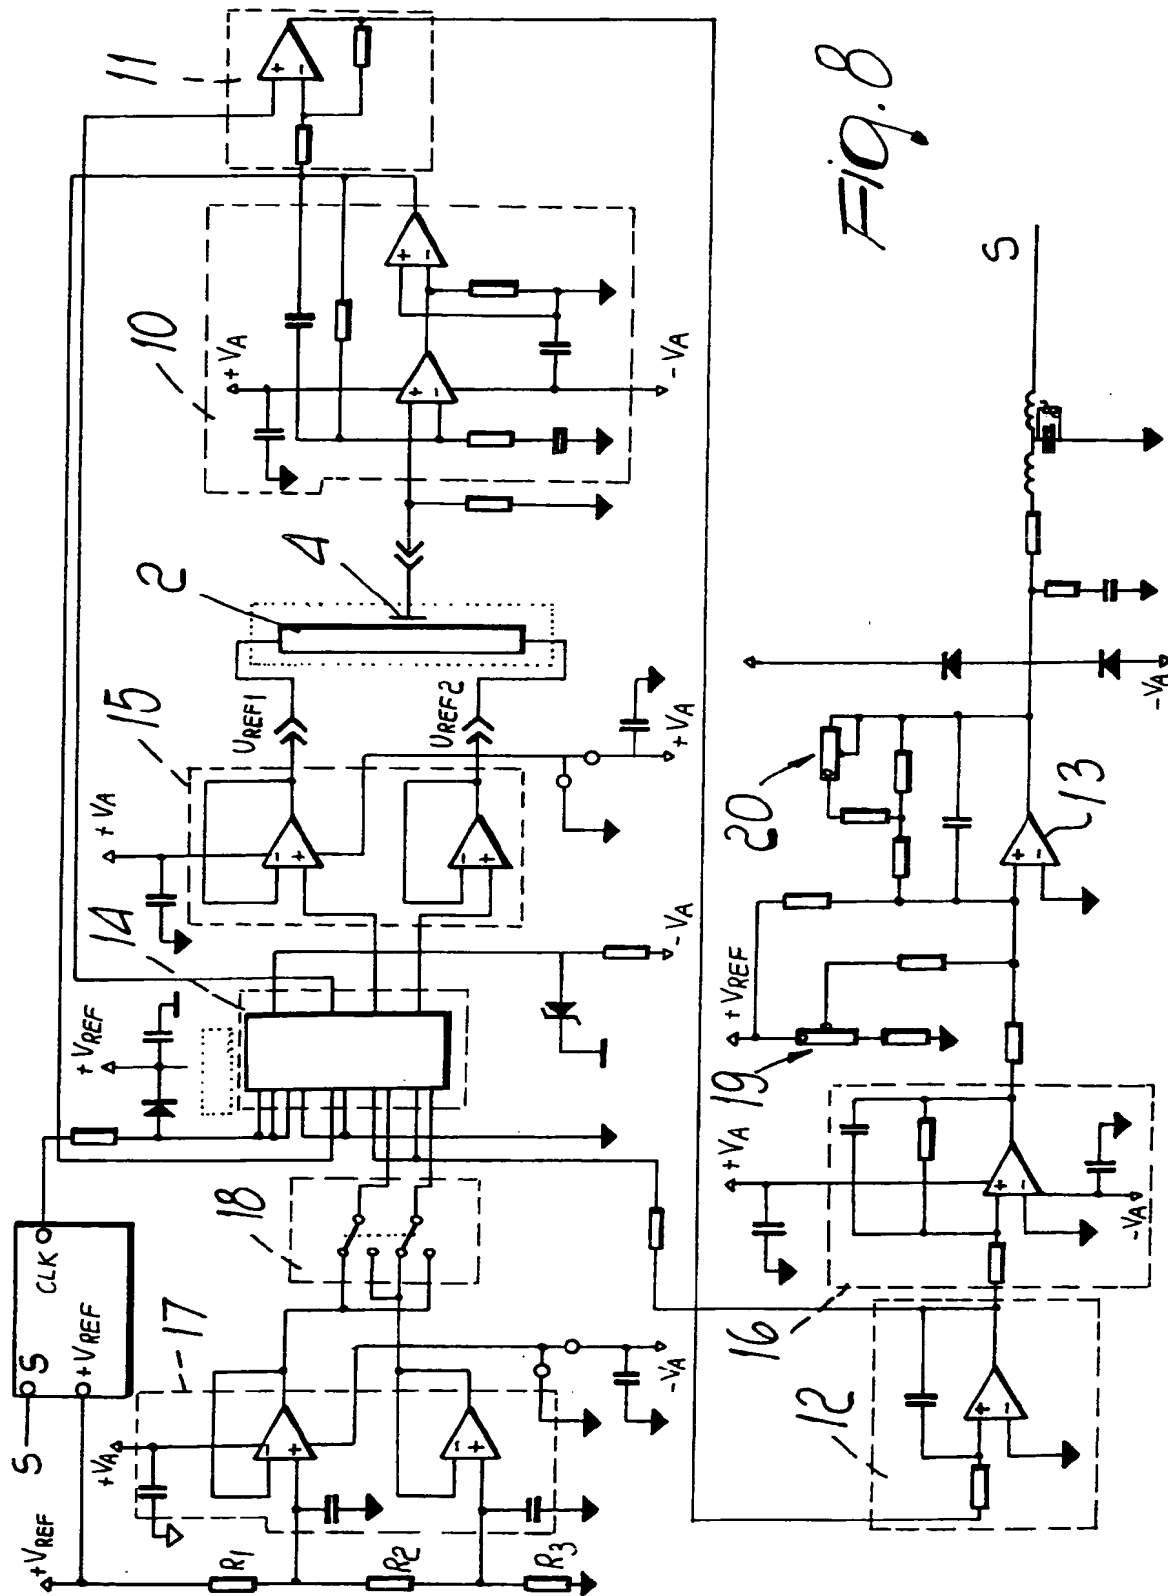 Fig. 8
11
10
+VA
-VA
2
4
15
UREF1
UREF2
+VA
+VA
14
+VREF
-VA
18
CLK
S
+VREF
S
17
+VA
-VA
+VREF
R1
R2
R3
S
-VA
20
13
+VREF
19
+VA
-VA
16
12
+
-
+
-
+
-
-
+
-
+
-
+
-
+
+
-
+
-
+
-